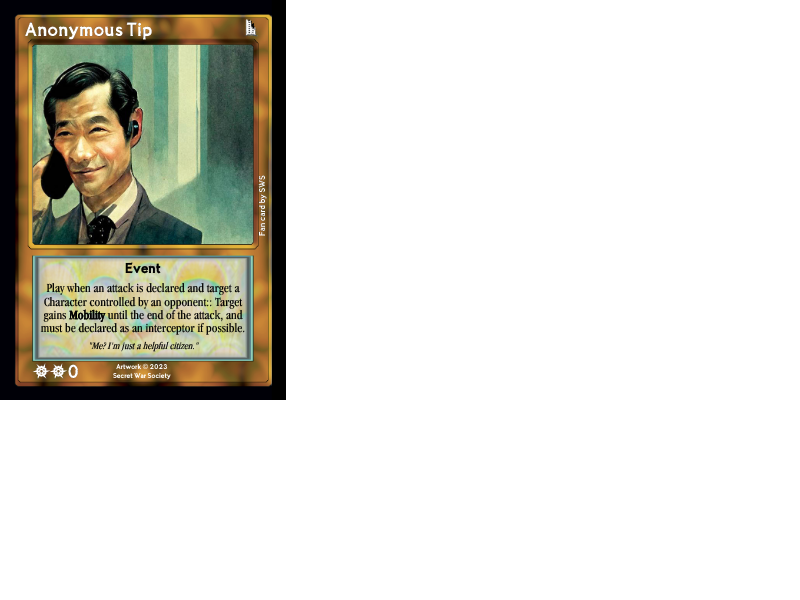 Anonymous Tip
Fan card by SWS
Event
Play when an attack is declared and target a
Character controlled by an opponent:: Target
gains Mobility until the end of the attack, and
must be declared as an interceptor if possible.
"Me? I'm just a helpful citizen."
0
Artwork © 2023
Secret War Society